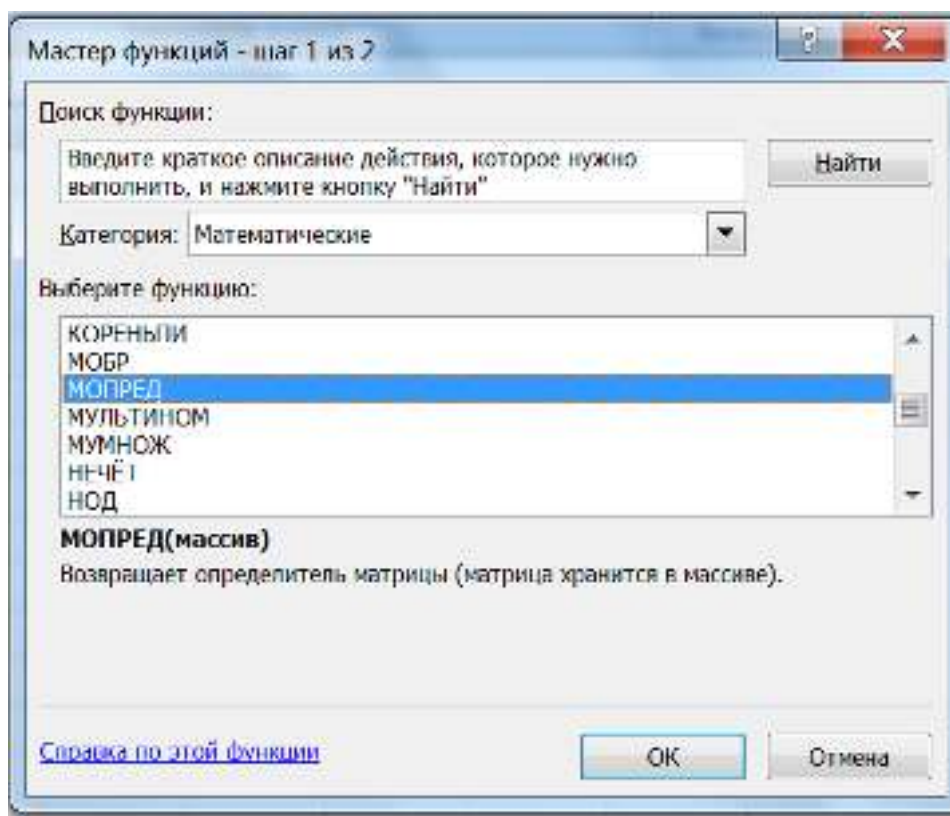 Мастер функций - шаг 1 из 2
Поиск функции:
Введите краткое описание действия, которое нужно
выполнить, и нажмите кнопку "Найти"
Найти
Категория: Математические
Выберите функцию:
КОРЕНЬПИ
МОБР
МОПРЕД
МУЛЬТИНОМ
МУМНОЖ
НЕЧЁТ
НОД
МОПРЕД(массив)
Возвращает определитель матрицы (матрица хранится в массиве).
Справка по этой функции
ОК
Отмена